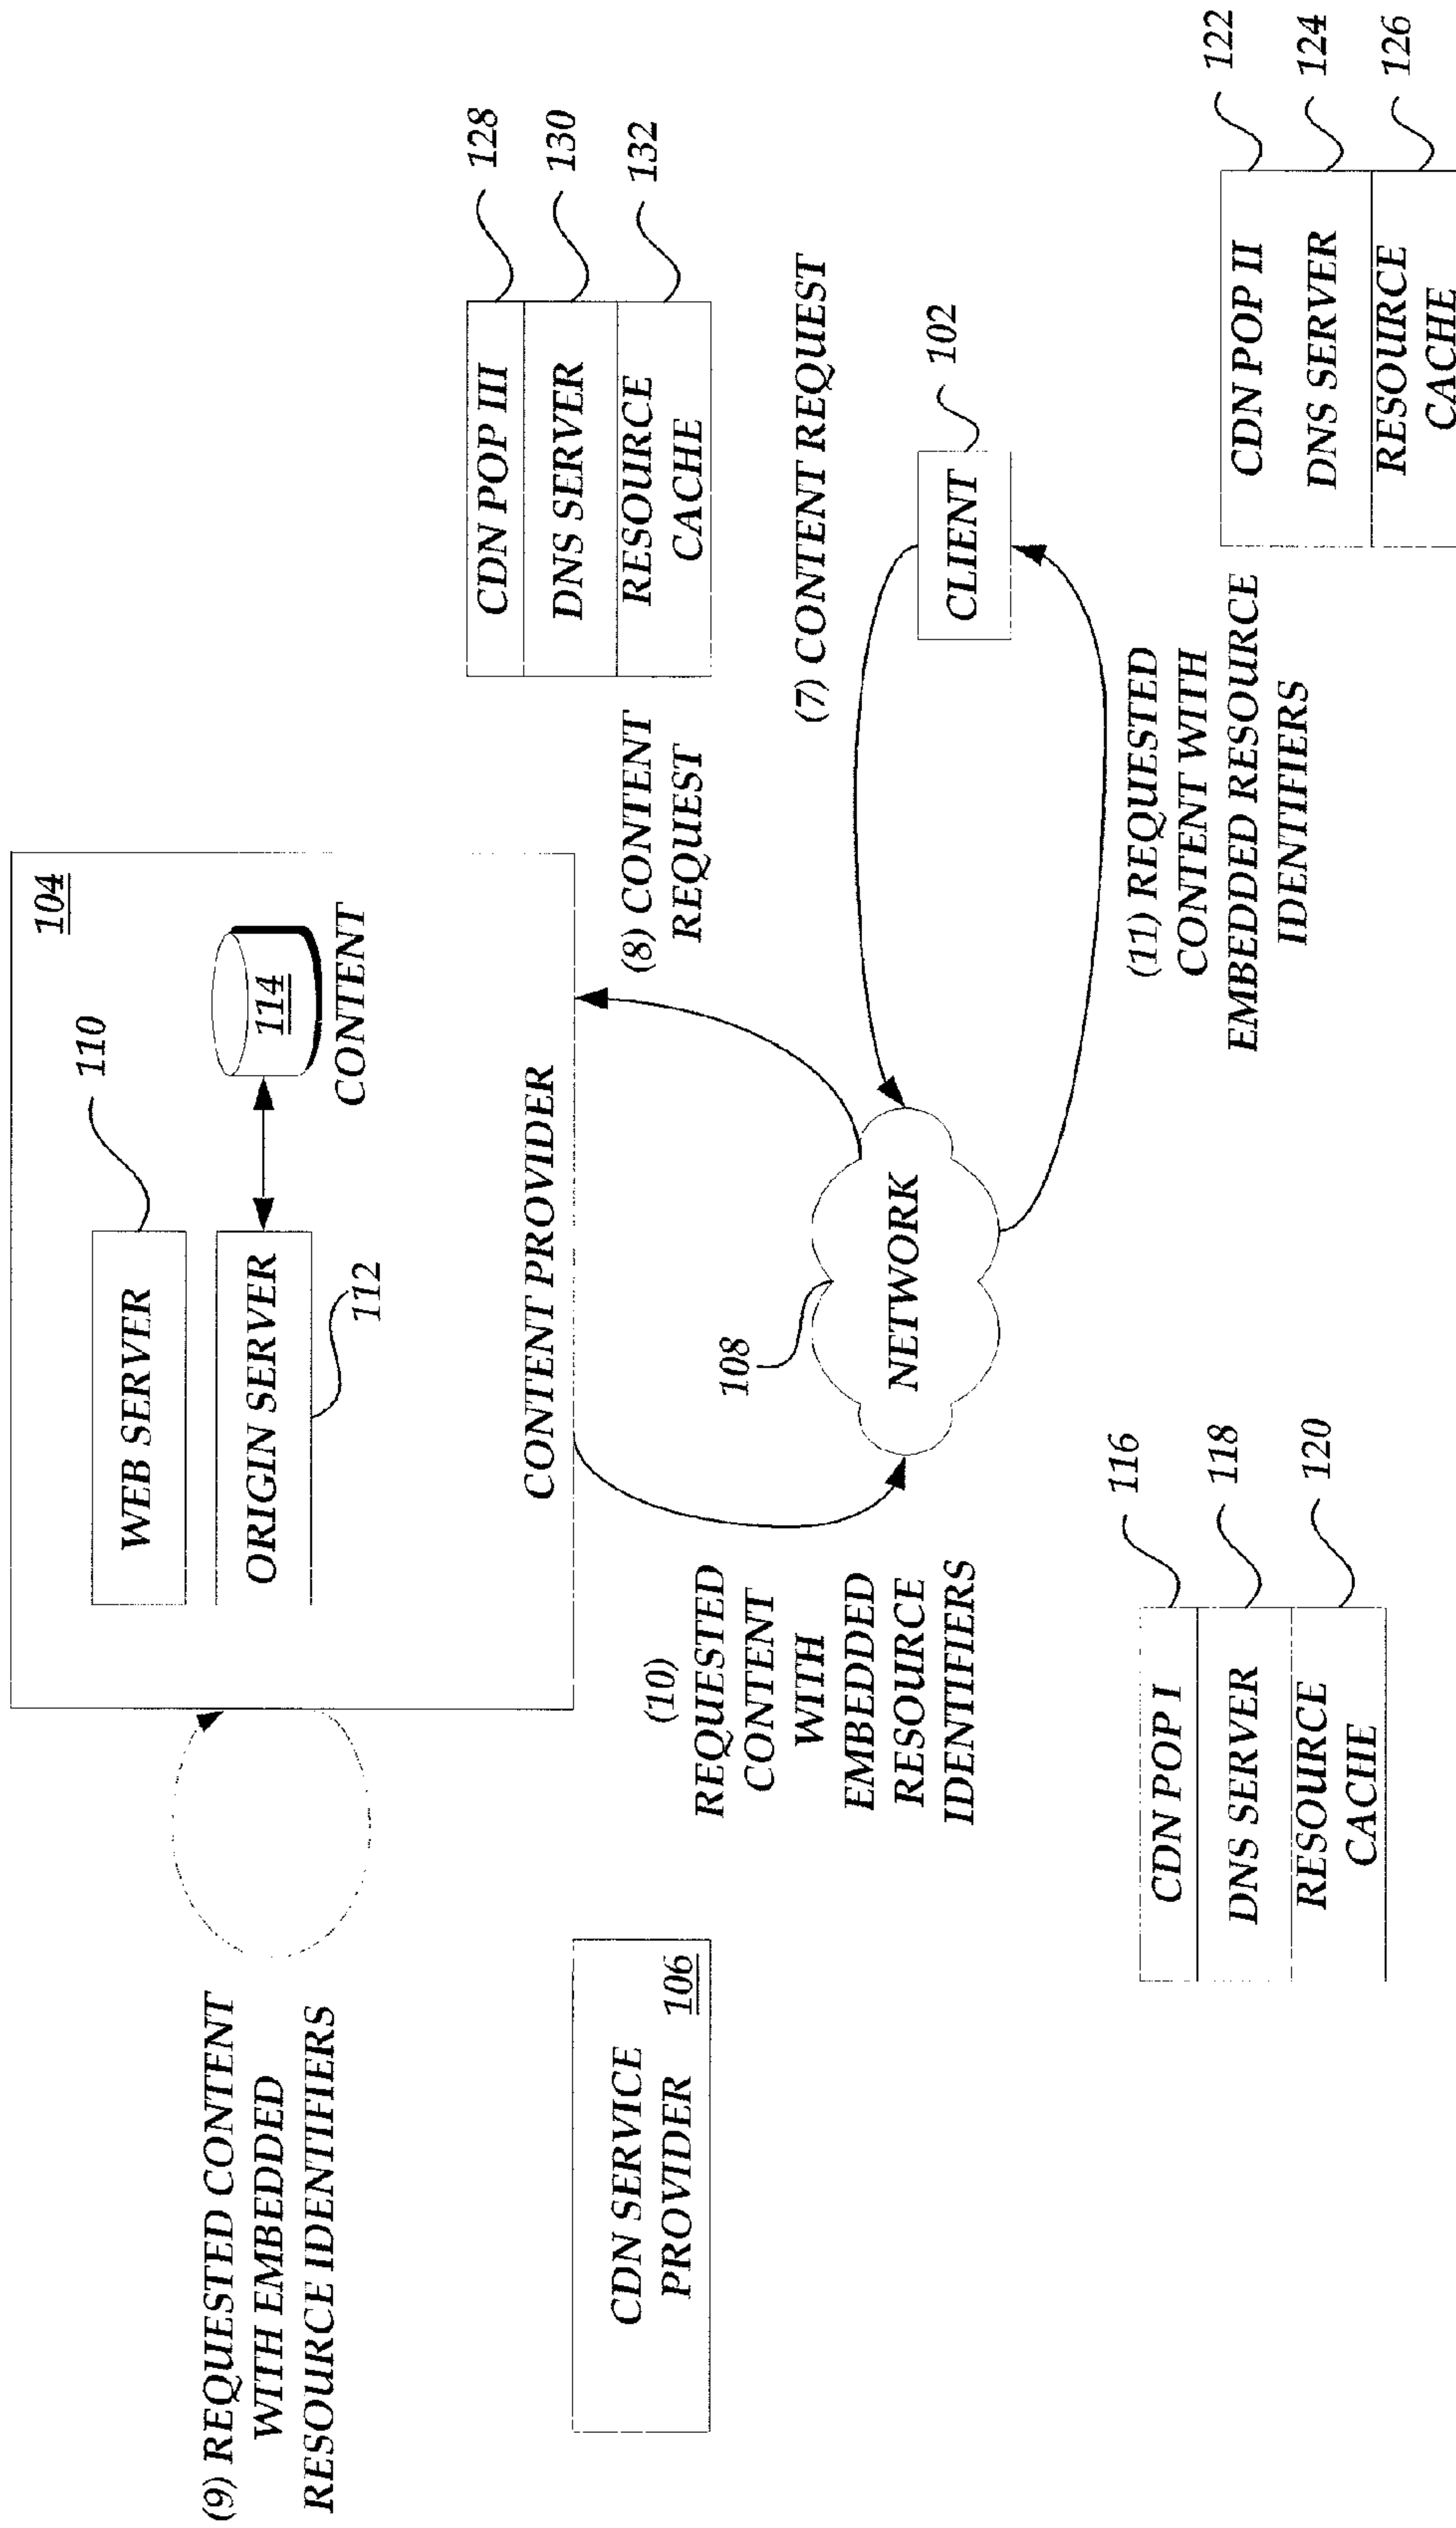 (9) REQUESTED CONTENT
WITH EMBEDDED
RESOURCE IDENTIFIERS
104
WEB SERVER
110
ORIGIN SERVER
112
114
CONTENT
CONTENT PROVIDER
CDN SERVICE
PROVIDER
106
(10)
REQUESTED
CONTENT
WITH
EMBEDDED
RESOURCE
IDENTIFIERS
(8) CONTENT
REQUEST
CDN POP III
DNS SERVER
RESOURCE
CACHE
128
130
132
108
NETWORK
(7) CONTENT REQUEST
CLIENT
102
(11) REQUESTED
CONTENT WITH
EMBEDDED RESOURCE
IDENTIFIERS
CDN POP I
DNS SERVER
RESOURCE
CACHE
116
118
120
CDN POP II
DNS SERVER
RESOURCE
CACHE
122
124
126